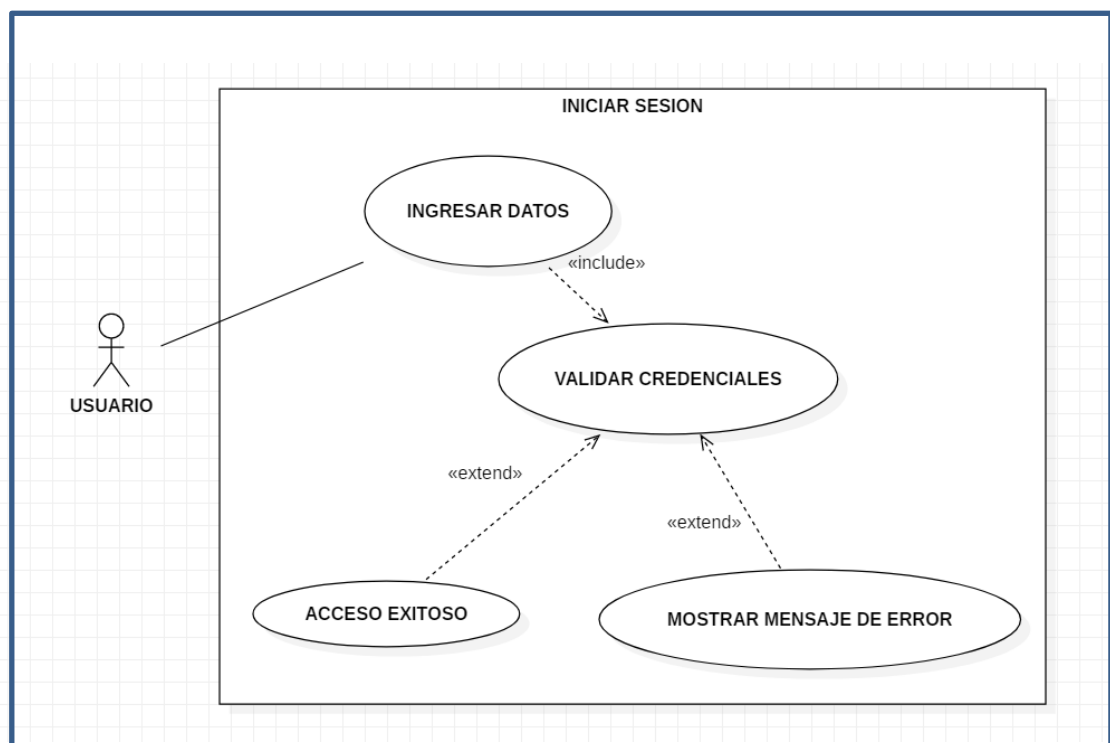 INICIAR SESION
INGRESAR DATOS
«include»
VALIDAR CREDENCIALES
USUARIO
«extend»
«extend»
ACCESO EXITOSO
MOSTRAR MENSAJE DE ERROR